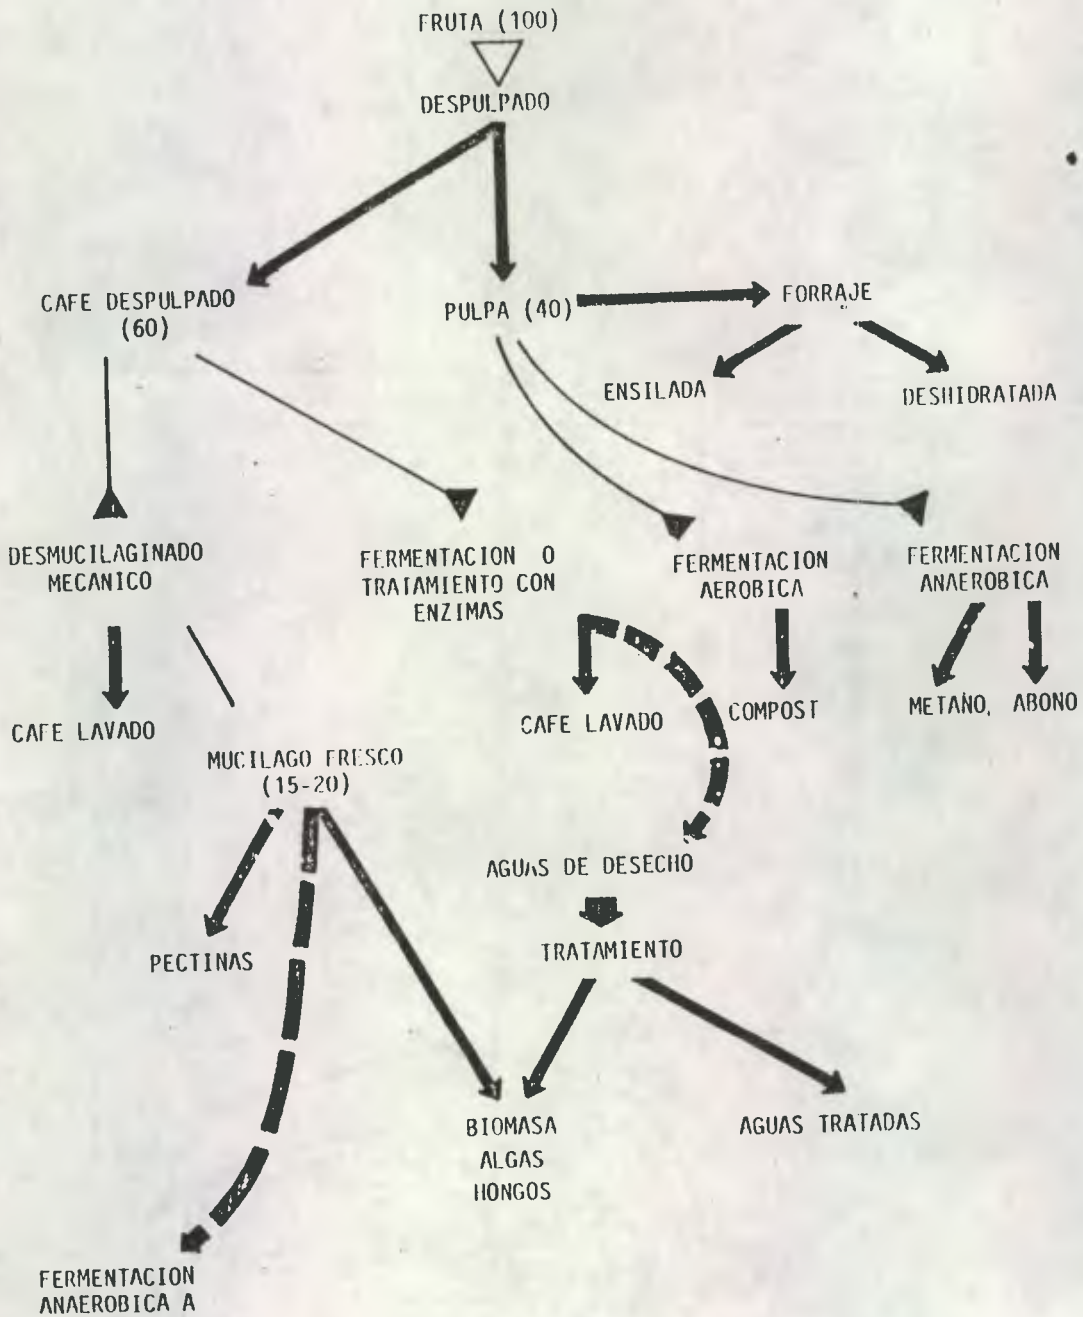 FRUTA (100)
DESPULPADO
CAFE DESPULPADO
(60)
PULPA (40)
FORRAJE
ENSILADA
DESHIDRATADA
DESMUCILAGINADO
MECANICO
FERMENTACION O
TRATAMIENTO CON
ENZIMAS
FERMENTACION
AEROBICA
FERMENTACION
ANAEROBICA
CAFE LAVADO
MUCILAGO FRESCO
(15-20)
CAFE LAVADO
COMPOST
METANO, ABONO
AGUAS DE DESECHO
PECTINAS
TRATAMIENTO
BIOMASA
ALGAS
HONGOS
AGUAS TRATADAS
FERMENTACION
ANAEROBICA A